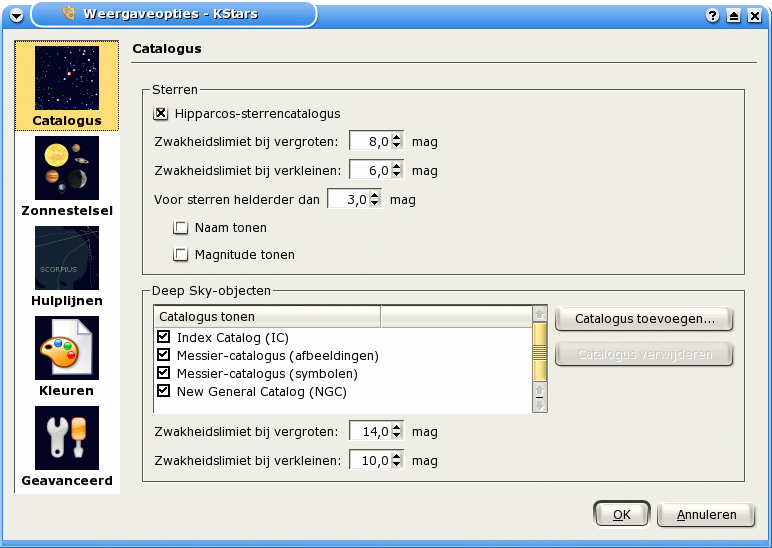 Weergaveopties - KStars
Catalogus
Zonnestelsel
SCORPIUS
Hulplijnen
Kleuren
Geavanceerd
Catalogus
Sterren
Hipparcos-sterrencatalogus
Zwakheidslimiet bij vergroten: 8,0 mag
Zwakheidslimiet bij verkleinen: 6,0 mag
Voor sterren helderder dan 3,0 mag
Naam tonen
Magnitude tonen
Deep Sky-objecten
Catalogus tonen
Index Catalog (IC)
Messier-catalogus (afbeeldingen)
Messier-catalogus (symbolen)
New General Catalog (NGC)
Catalogus toevoegen...
Catalogus verwijderen
Zwakheidslimiet bij vergroten: 14,0 mag
Zwakheidslimiet bij verkleinen: 10,0 mag
OK Annuleren